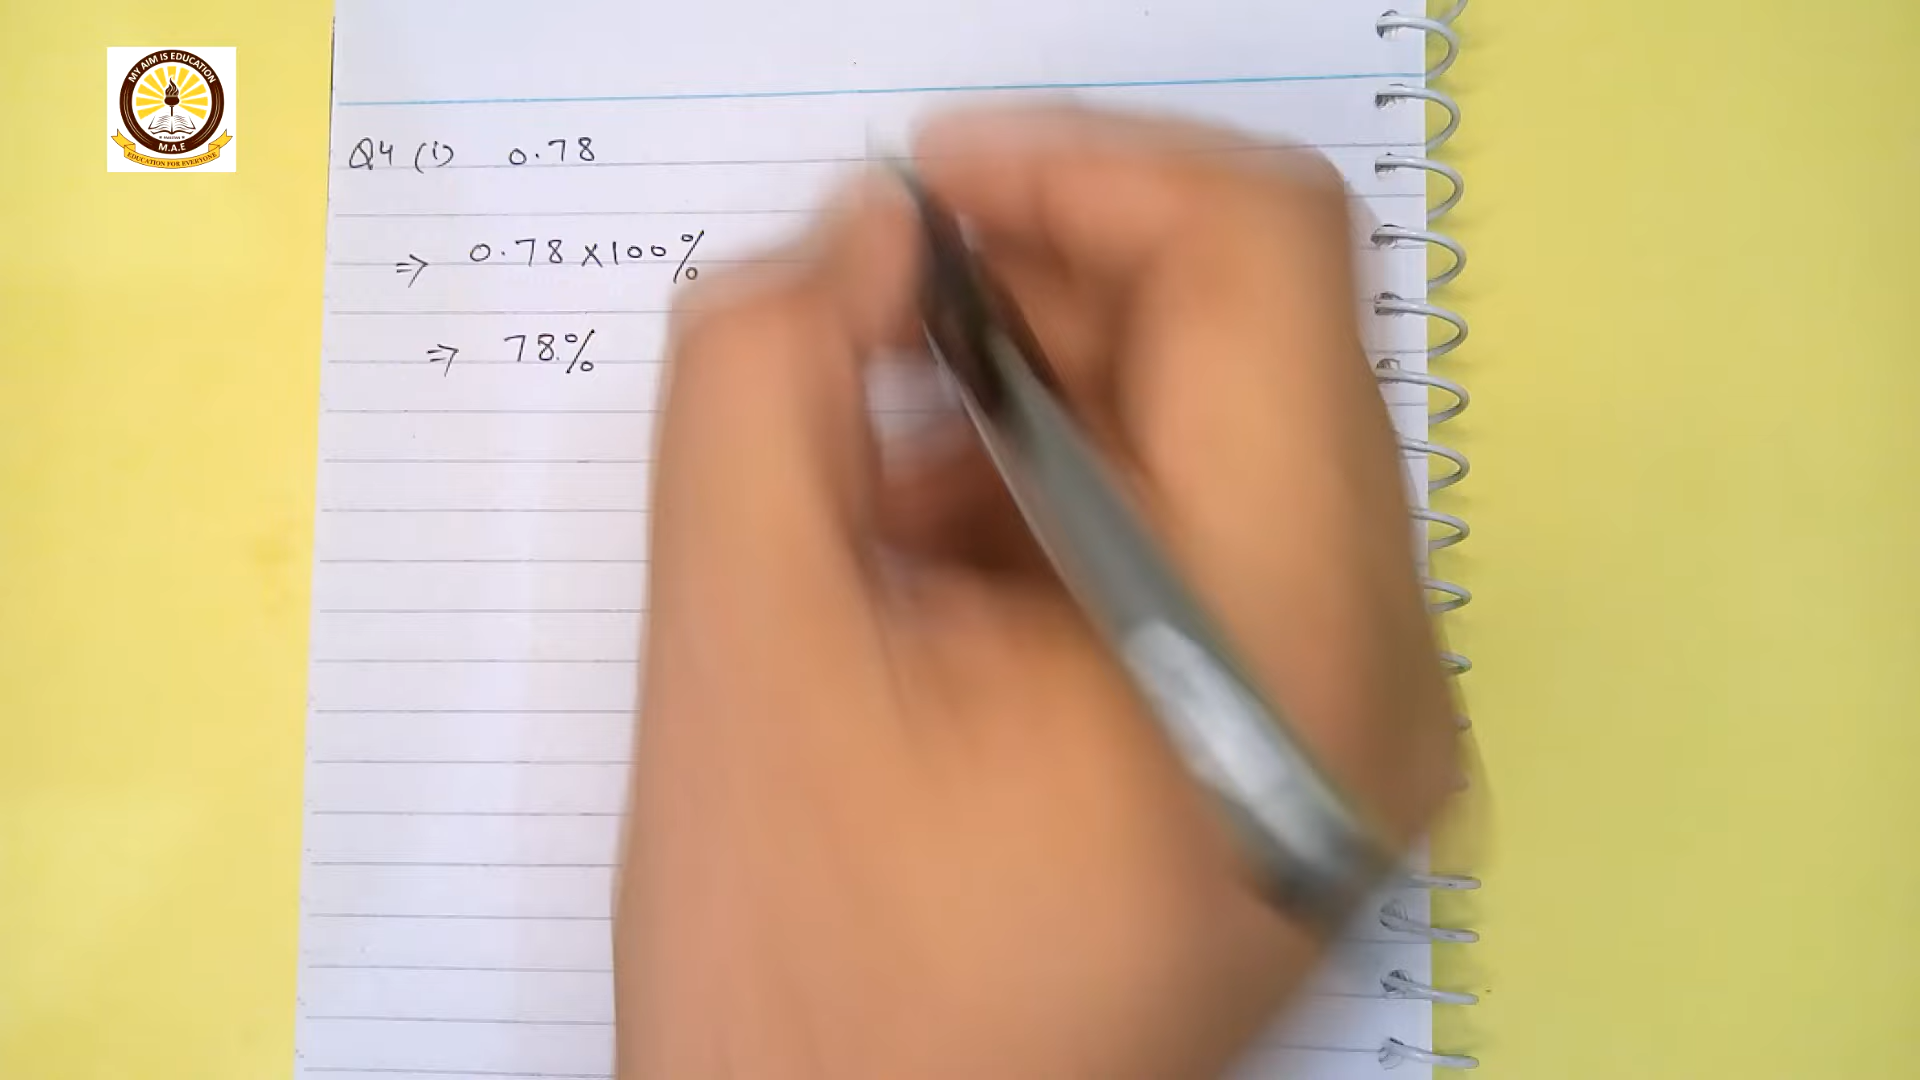 MY AIM IS EDUCATION
M.A.E
EDUCATION FOR EVERYONE
Q4 (i) 0.78
⇒ 0.78 × 100%
⇒ 78%